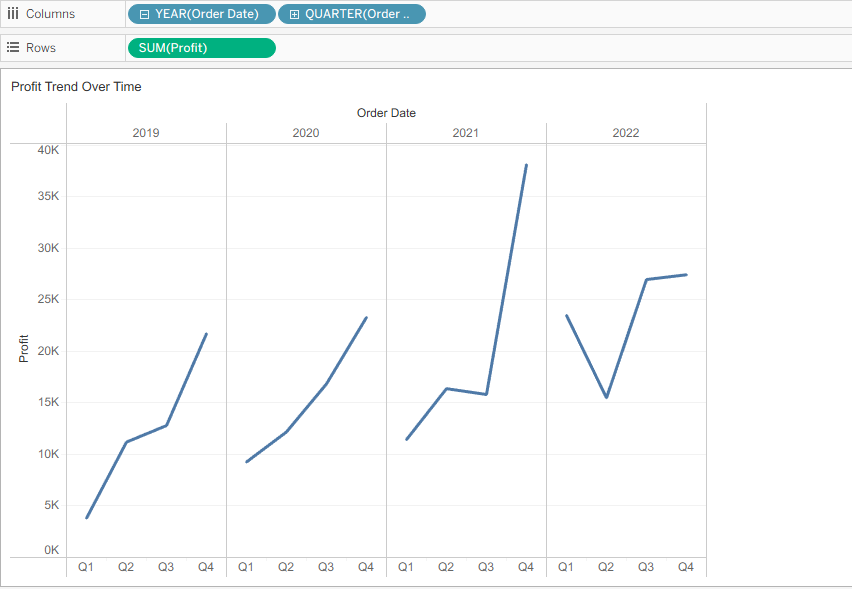 Columns YEAR(Order Date) QUARTER(Order ..
Rows SUM(Profit)
Profit Trend Over Time
Order Date
2019 2020 2021 2022
40K
35K
30K
25K
20K
15K
10K
5K
0K
Profit
Q1 Q2 Q3 Q4 Q1 Q2 Q3 Q4 Q1 Q2 Q3 Q4 Q1 Q2 Q3 Q4